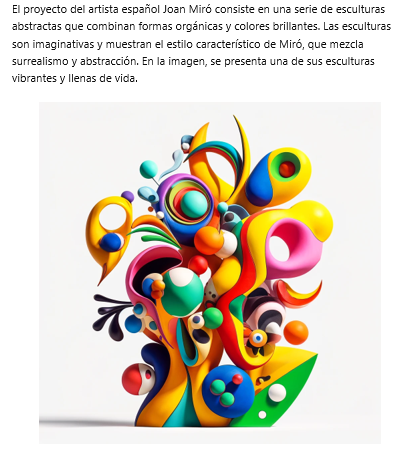 El proyecto del artista español Joan Miró consiste en una serie de esculturas
abstractas que combinan formas orgánicas y colores brillantes. Las esculturas
son imaginativas y muestran el estilo característico de Miró, que mezcla
surrealismo y abstracción. En la imagen, se presenta una de sus esculturas
vibrantes y llenas de vida.